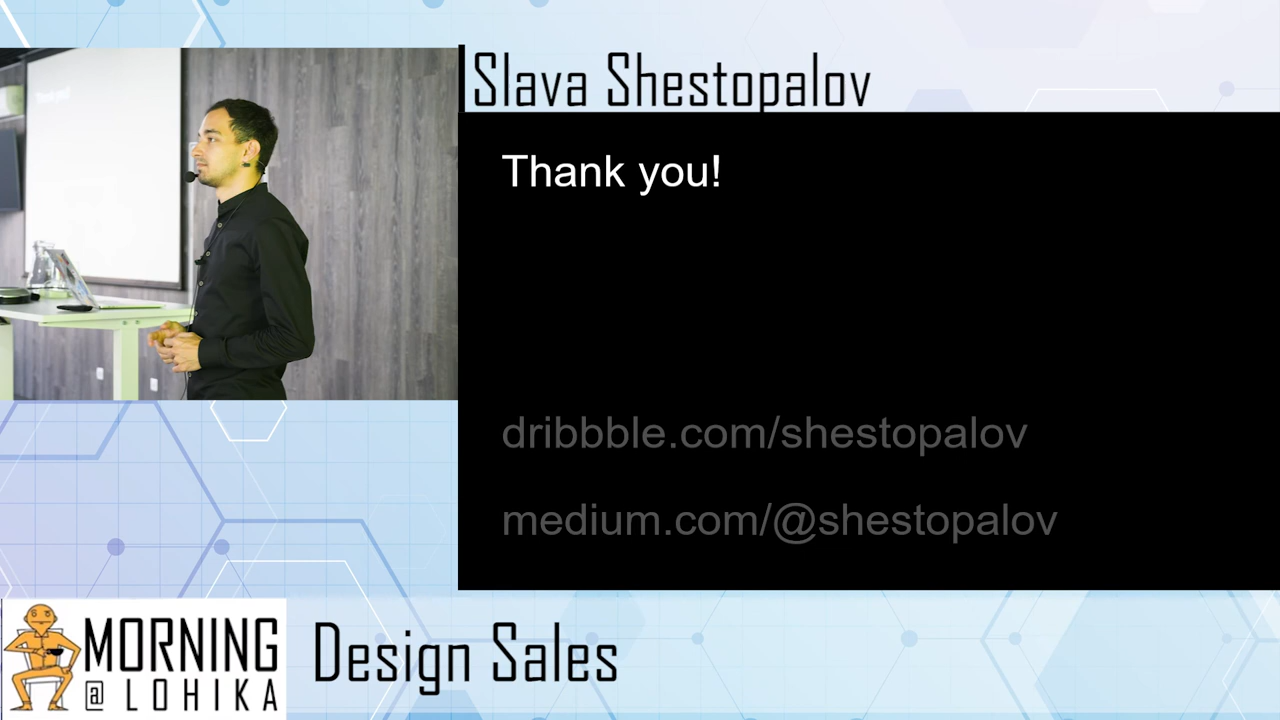 Slava Shestopalov
Thank you!
dribbble.com/shestopalov
medium.com/@shestopalov
MORNING
@ LOHIKA
Design Sales